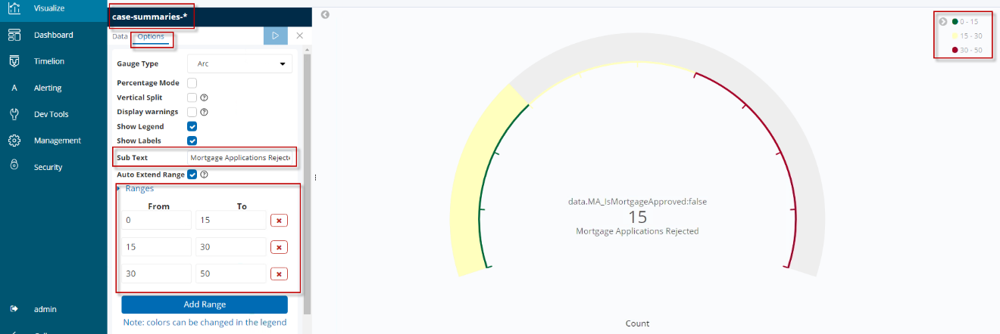 Visualize
Dashboard
Timelion
A Alerting
Dev Tools
Management
Security
admin
case-summaries-*
Data Options
Gauge Type Arc
Percentage Mode
Vertical Split
Display warnings
Show Legend
Show Labels
Sub Text Mortgage Applications Rejecte
Auto Extend Range
Ranges
From To
0 15
15 30
30 50
Add Range
Note: colors can be changed in the legend
0 - 15
15 - 30
30 - 50
data.MA_IsMortgageApproved:false
15
Mortgage Applications Rejected
Count